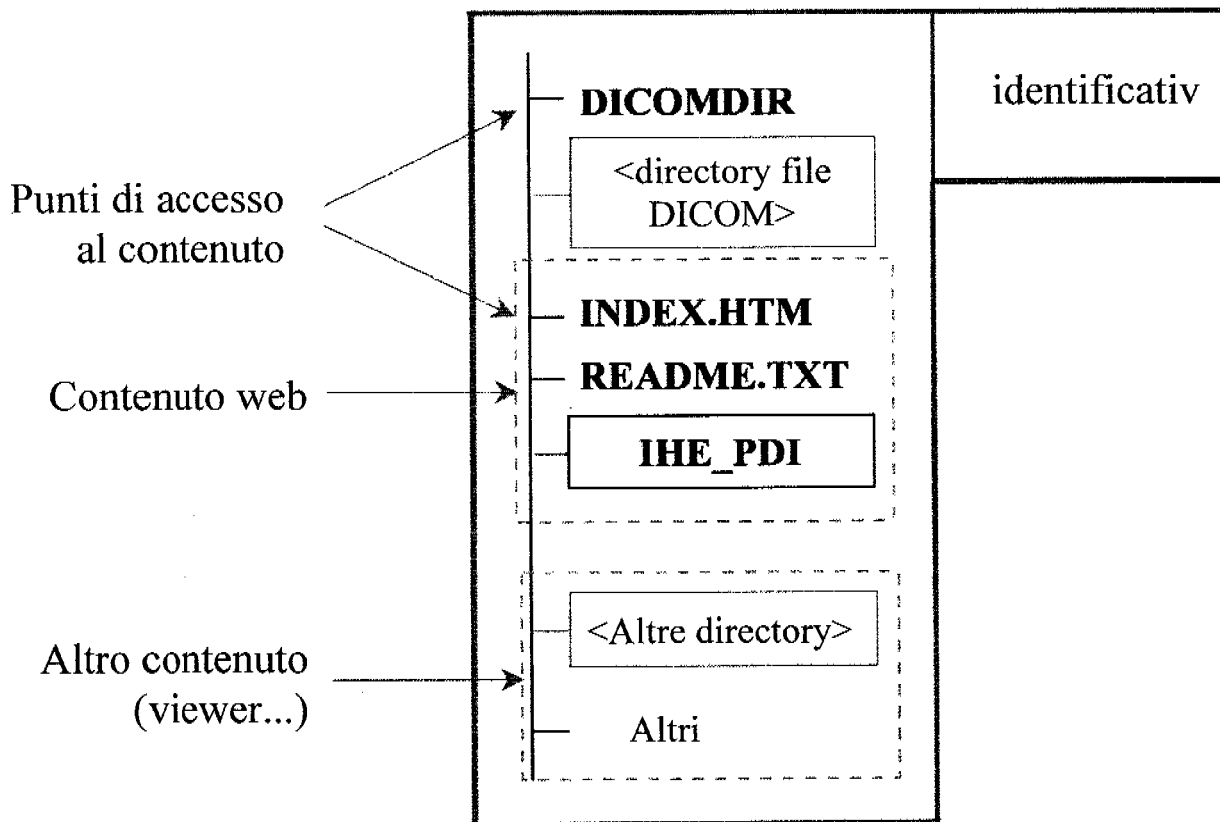 DICOMDIR
identificativ
<directory file
DICOM>
Punti di accesso
al contenuto
INDEX.HTM
README.TXT
Contenuto web
IHE_PDI
<Altre directory>
Altro contenuto
(viewer...)
Altri